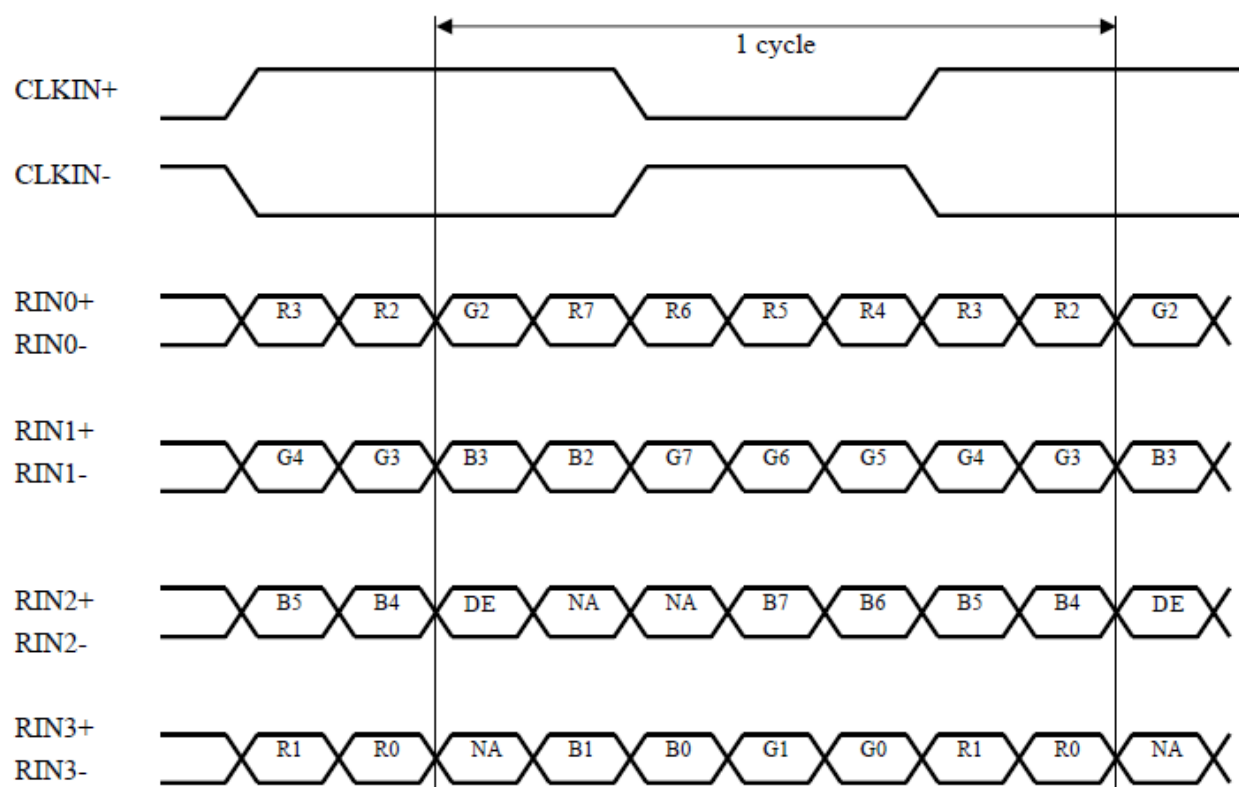 1 cycle
CLKIN+
CLKIN-
RIN0+
R3 R2 G2 R7 R6 R5 R4 R3 R2 G2
RIN0-
RIN1+
G4 G3 B3 B2 G7 G6 G5 G4 G3 B3
RIN1-
RIN2+
B5 B4 DE NA NA B7 B6 B5 B4 DE
RIN2-
RIN3+
R1 R0 NA B1 B0 G1 G0 R1 R0 NA
RIN3-